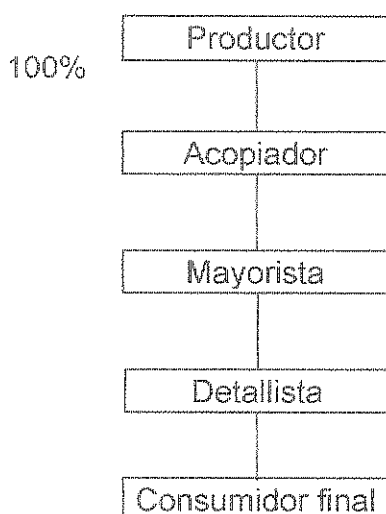 Productor
100%
Acopiador
Mayorista
Detallista
Consumidor final